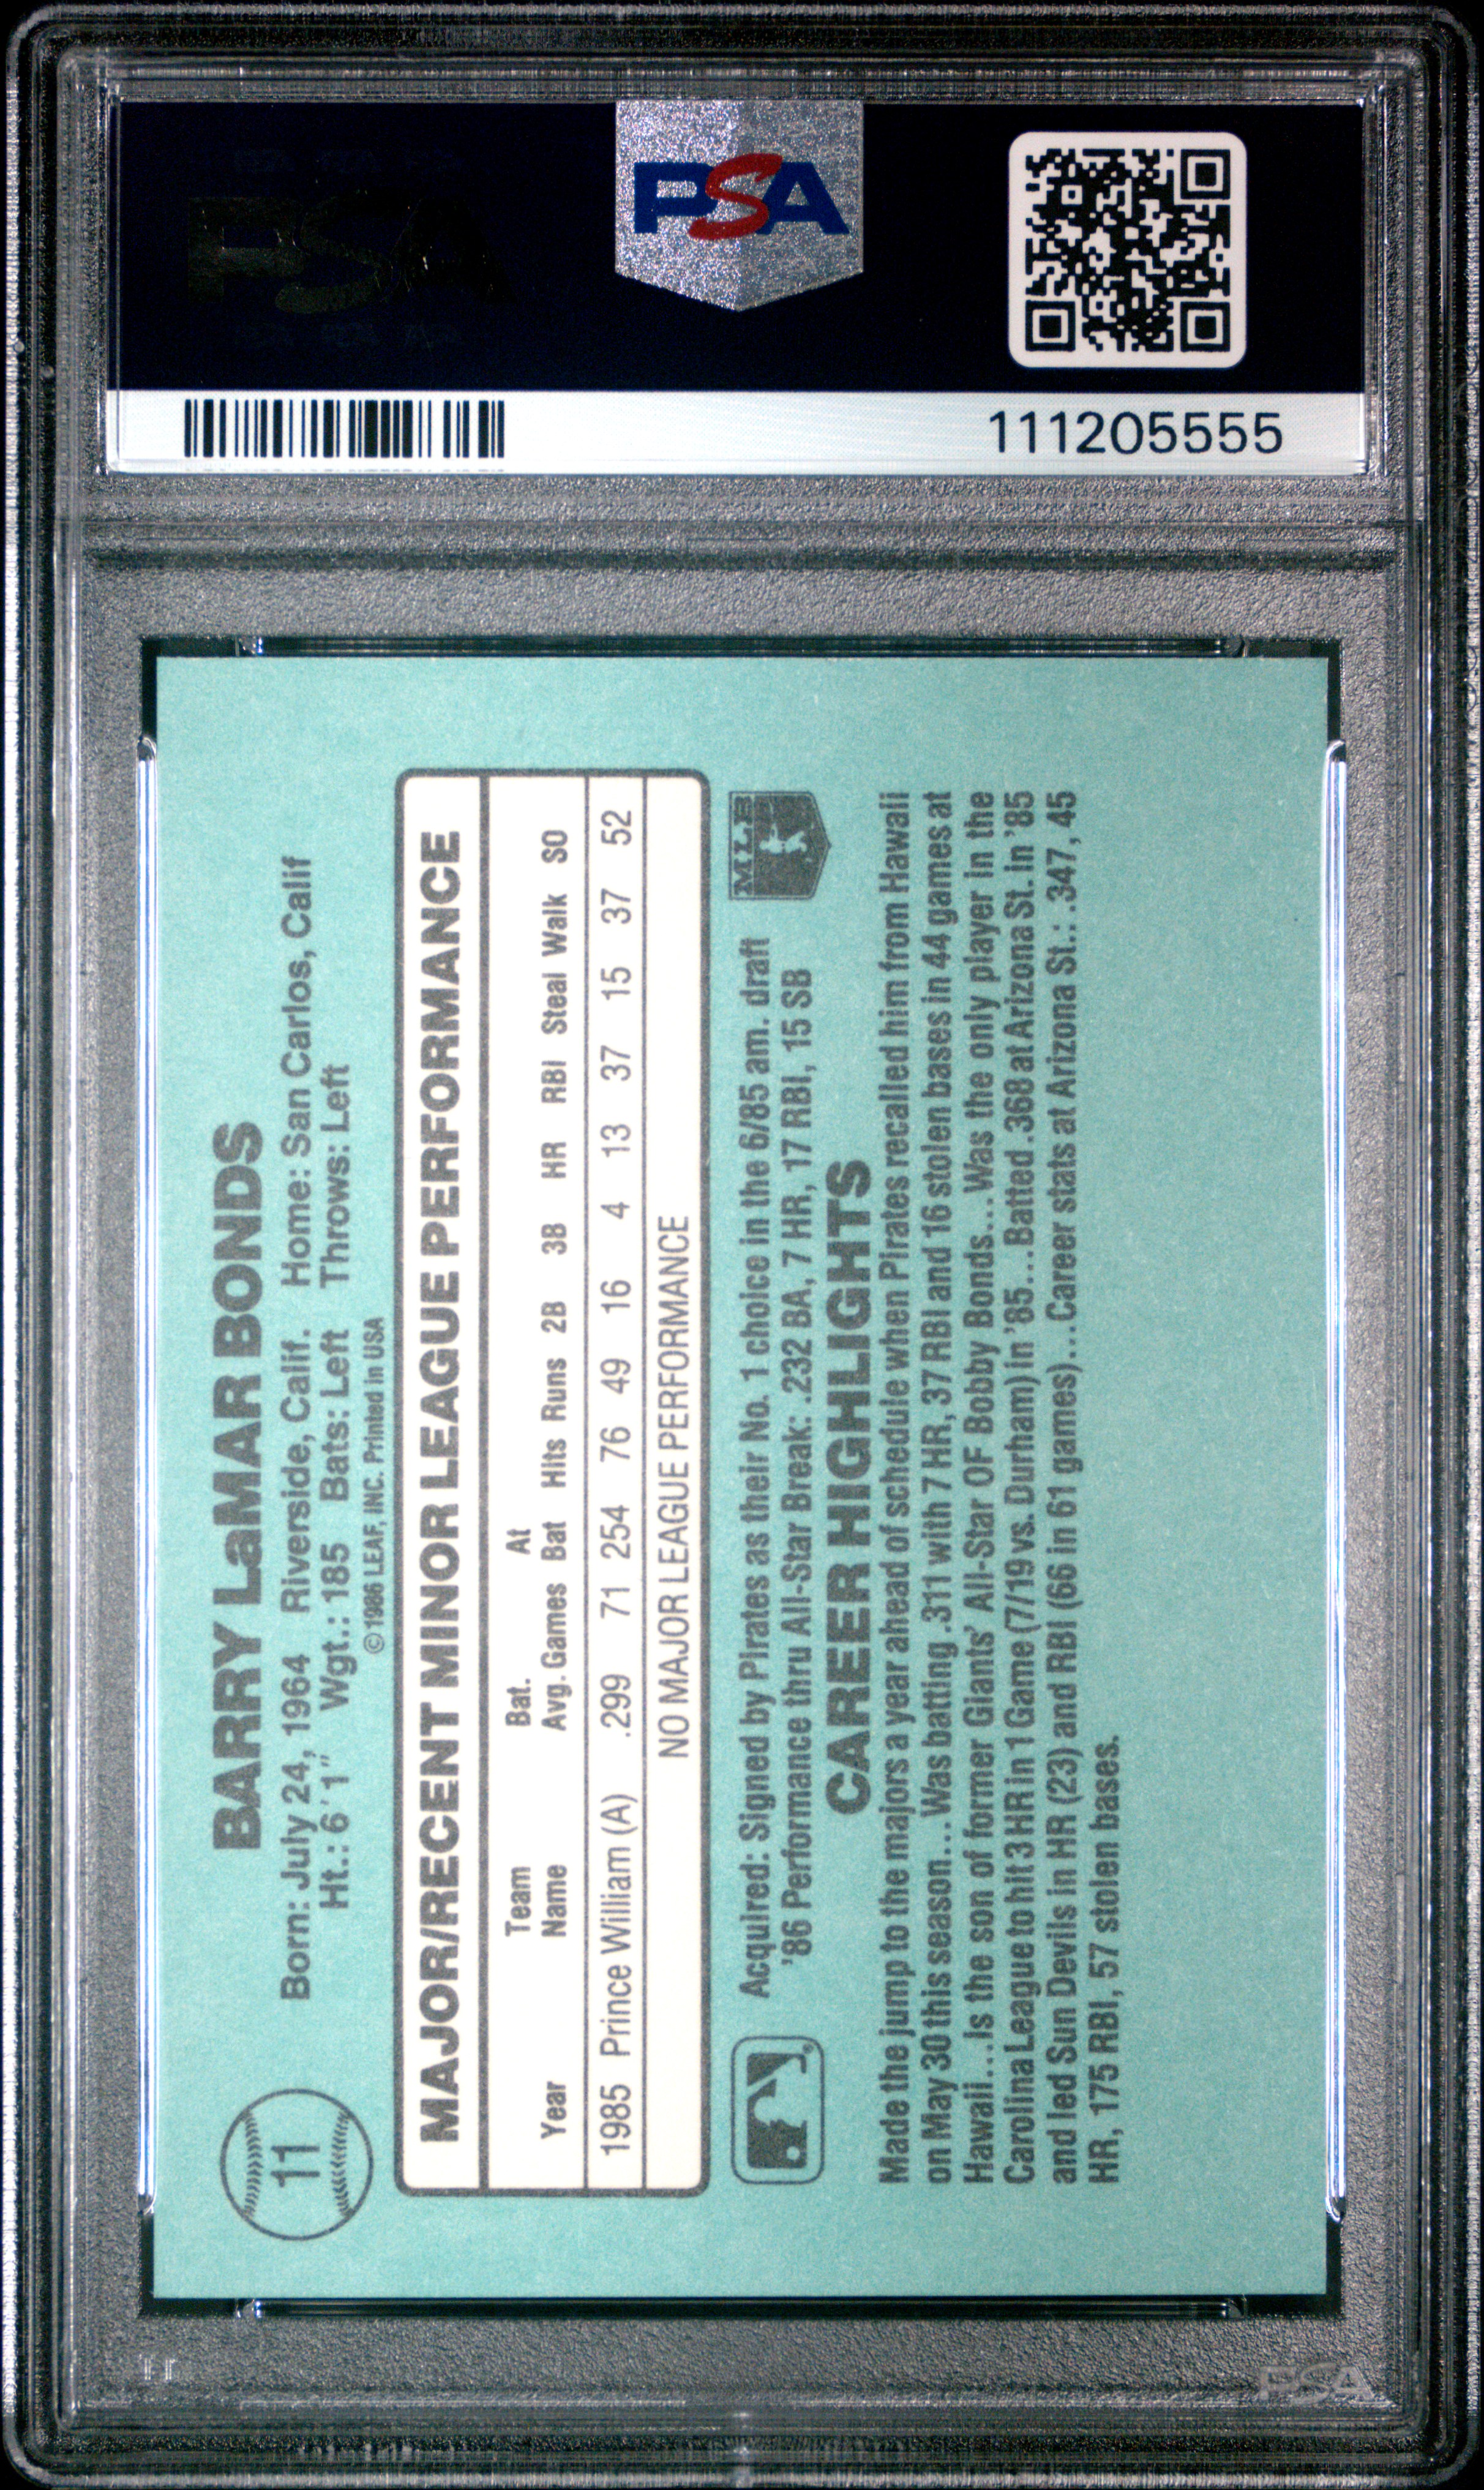 PSA
PSA
111205555
11
BARRY LaMAR BONDS
Born: July 24, 1964 Riverside, Calif. Home: San Carlos, Calif
Ht.: 6'1" Wgt.: 185 Bats: Left Throws: Left
© 1986 LEAF, INC. Printed in USA
MAJOR/RECENT MINOR LEAGUE PERFORMANCE
Team Bat. At
Year Name Avg. Games Bat Hits Runs 2B 3B HR RBI Steal Walk SO
1985 Prince William (A) .299 71 254 76 49 16 4 13 37 15 37 52
NO MAJOR LEAGUE PERFORMANCE
Acquired: Signed by Pirates as their No. 1 choice in the 6/85 am. draft
'86 Performance thru All-Star Break: .232 BA, 7 HR, 17 RBI, 15 SB
MLB
CAREER HIGHLIGHTS
Made the jump to the majors a year ahead of schedule when Pirates recalled him from Hawaii
on May 30 this season...Was batting .311 with 7 HR, 37 RBI and 16 stolen bases in 44 games at
Hawaii...Is the son of former Giants' All-Star OF Bobby Bonds...Was the only player in the
Carolina League to hit 3 HR in 1 Game (7/19 vs. Durham) in '85...Batted .368 at Arizona St. in '85
and led Sun Devils in HR (23) and RBI (66 in 61 games)...Career stats at Arizona St.: .347, 45
HR, 175 RBI, 57 stolen bases.
PSA